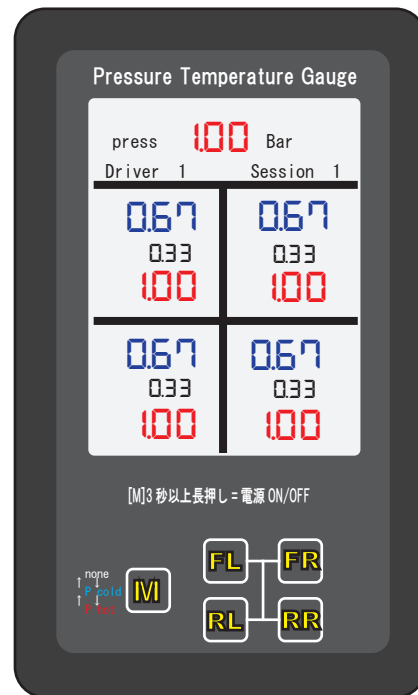 Pressure Temperature Gauge
press 1.00 Bar
Driver 1 Session 1
0.67 0.67
0.33 0.33
1.00 1.00
0.67 0.67
0.33 0.33
1.00 1.00
[M]3秒以上長押し=電源ON/OFF
FL FR
none
P cold
M
RL RR